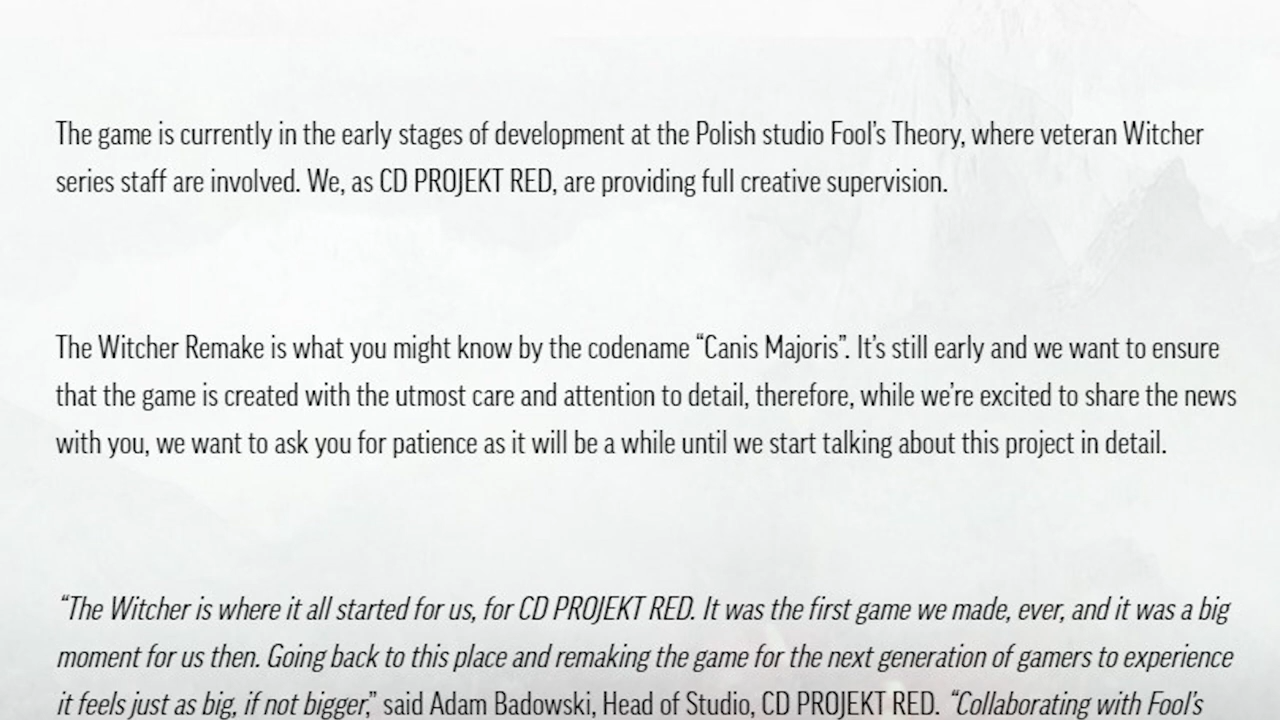 The game is currently in the early stages of development at the Polish studio Fool’s Theory, where veteran Witcher
series staff are involved. We, as CD PROJEKT RED, are providing full creative supervision.
The Witcher Remake is what you might know by the codename “Canis Majoris”. It’s still early and we want to ensure
that the game is created with the utmost care and attention to detail, therefore, while we’re excited to share the news
with you, we want to ask you for patience as it will be a while until we start talking about this project in detail.
“The Witcher is where it all started for us, for CD PROJEKT RED. It was the first game we made, ever, and it was a big
moment for us then. Going back to this place and remaking the game for the next generation of gamers to experience
it feels just as big, if not bigger,” said Adam Badowski, Head of Studio, CD PROJEKT RED. “Collaborating with Fool’s